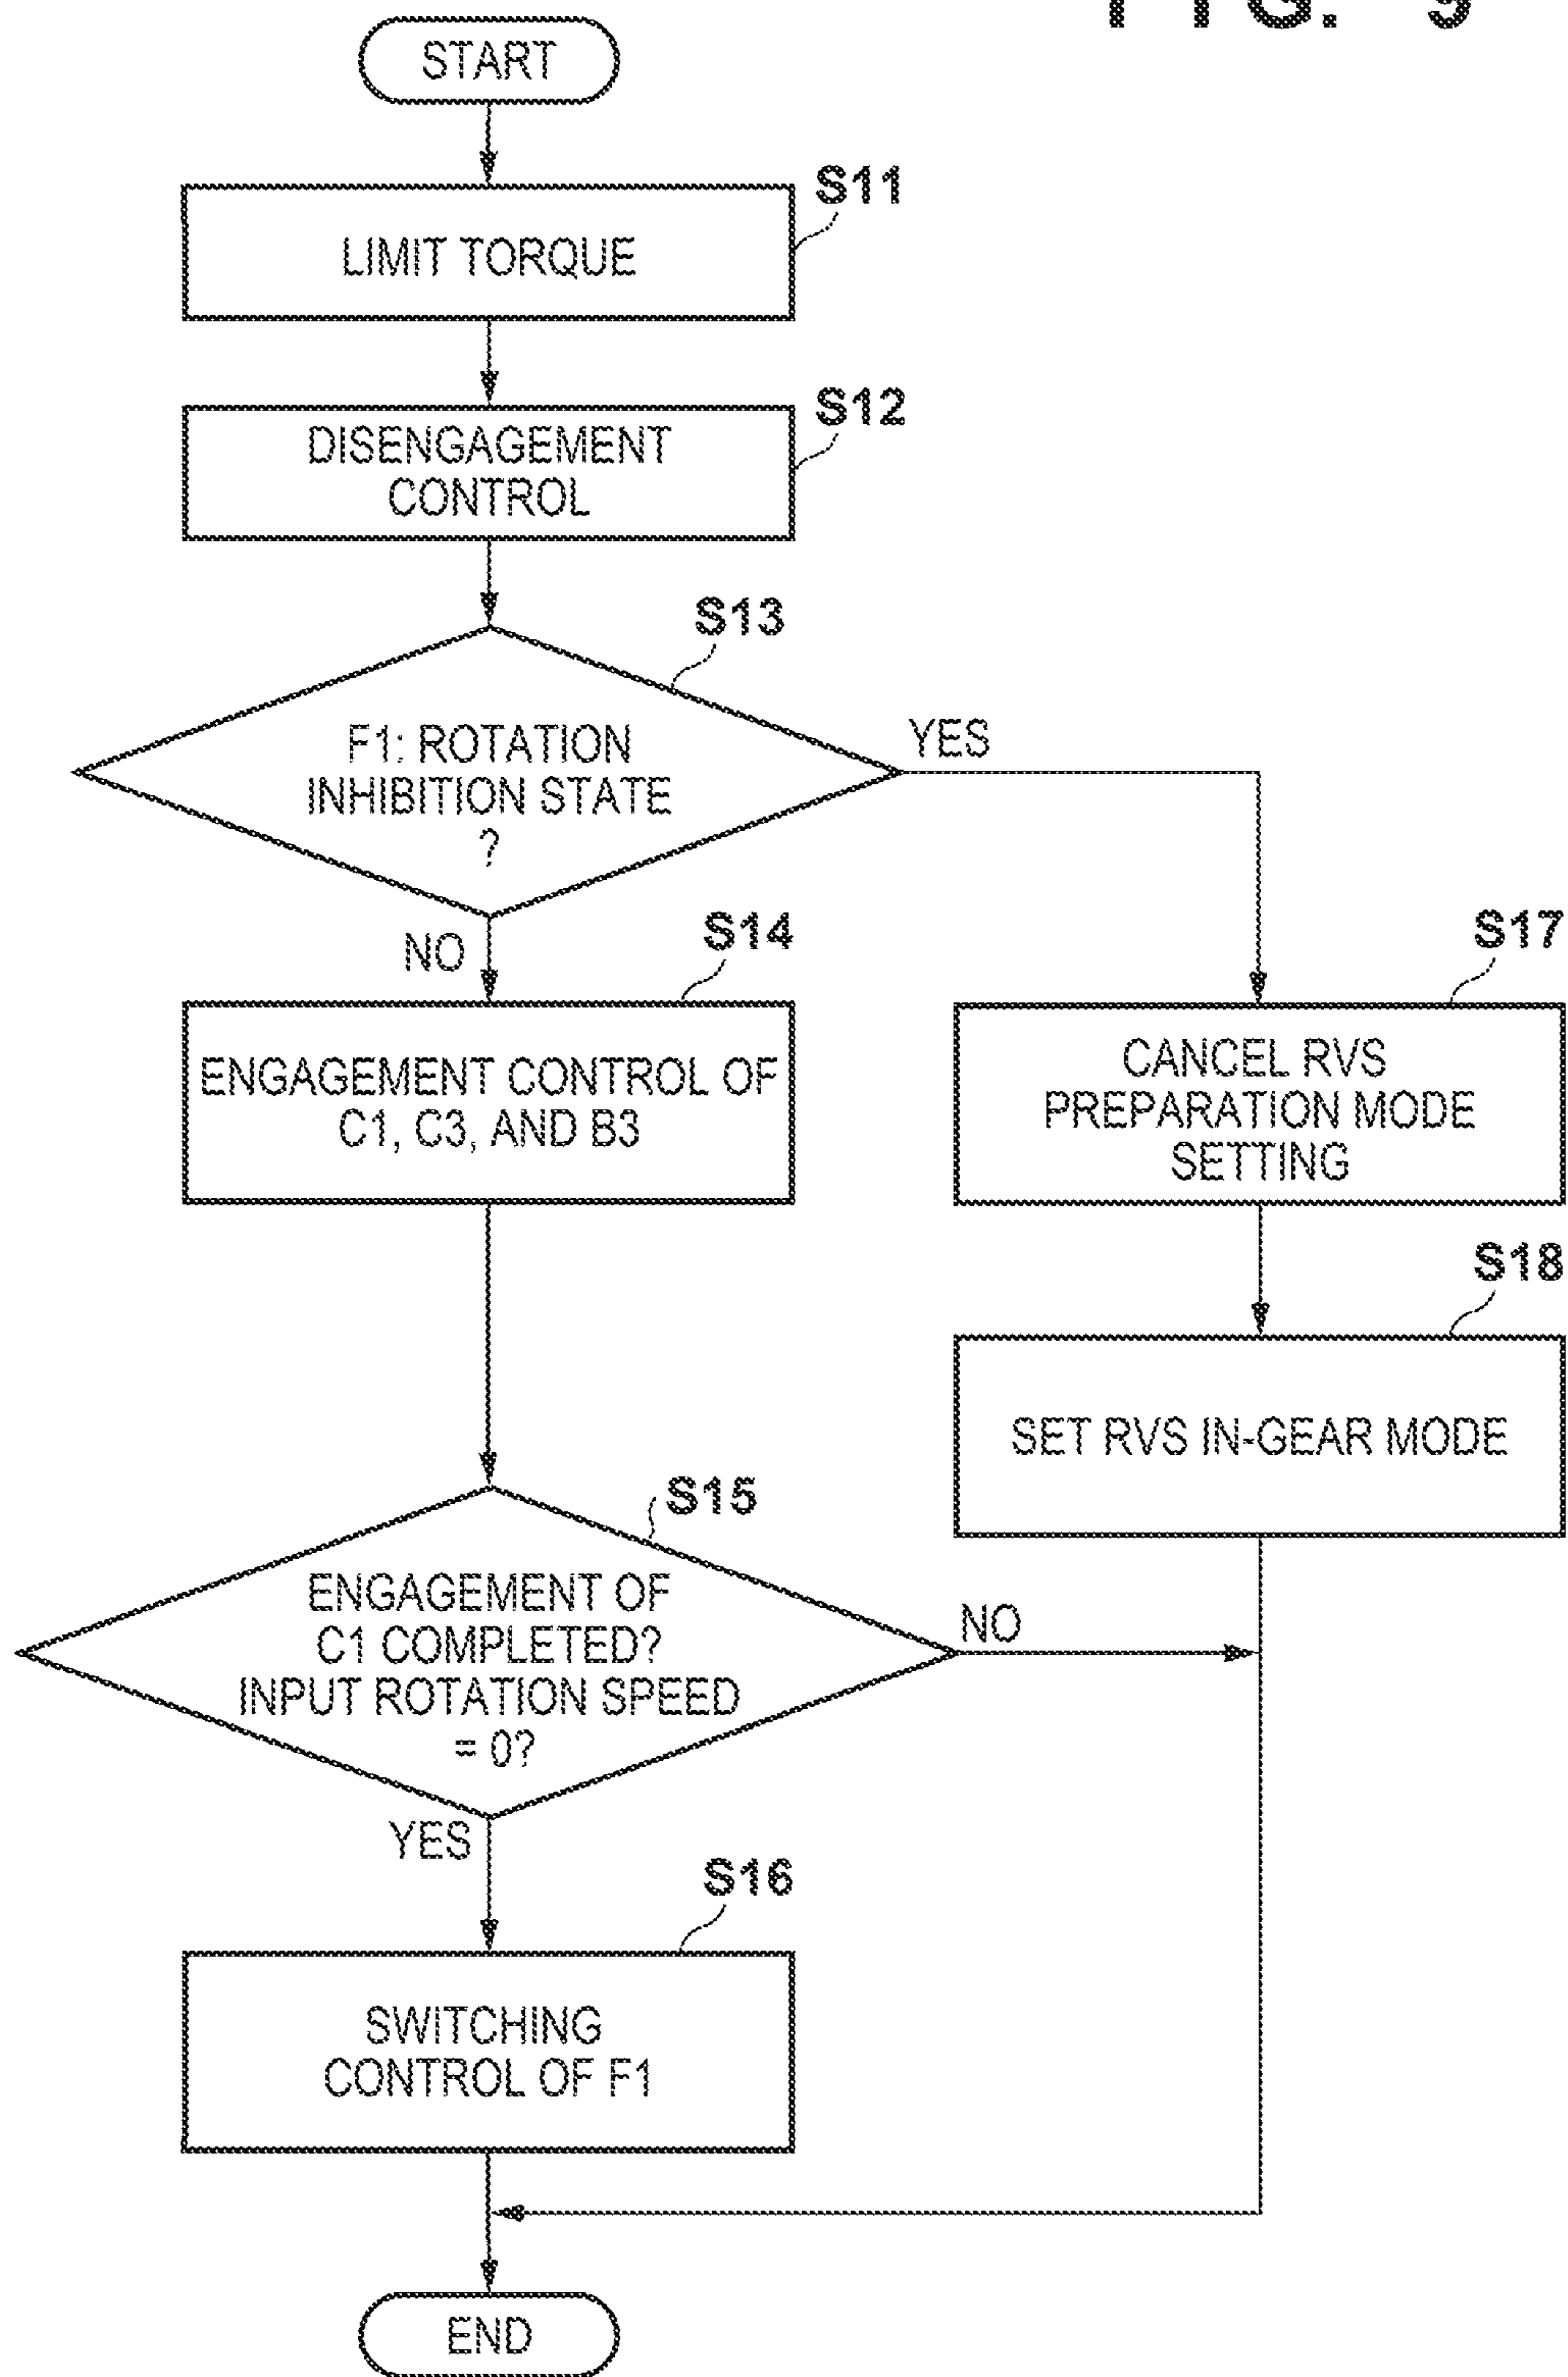 FIG.
START
S11
LIMIT TORQUE
S12
DISENGAGEMENT
CONTROL
S13
F1: ROTATION
INHIBITION STATE
?
YES
NO
S14
ENGAGEMENT CONTROL OF
C1, C3, AND B3
S17
CANCEL RVS
PREPARATION MODE
SETTING
S18
SET RVS IN-GEAR MODE
S15
ENGAGEMENT OF
C1 COMPLETED?
INPUT ROTATION SPEED
= 0?
NO
YES
S16
SWITCHING
CONTROL OF F1
END